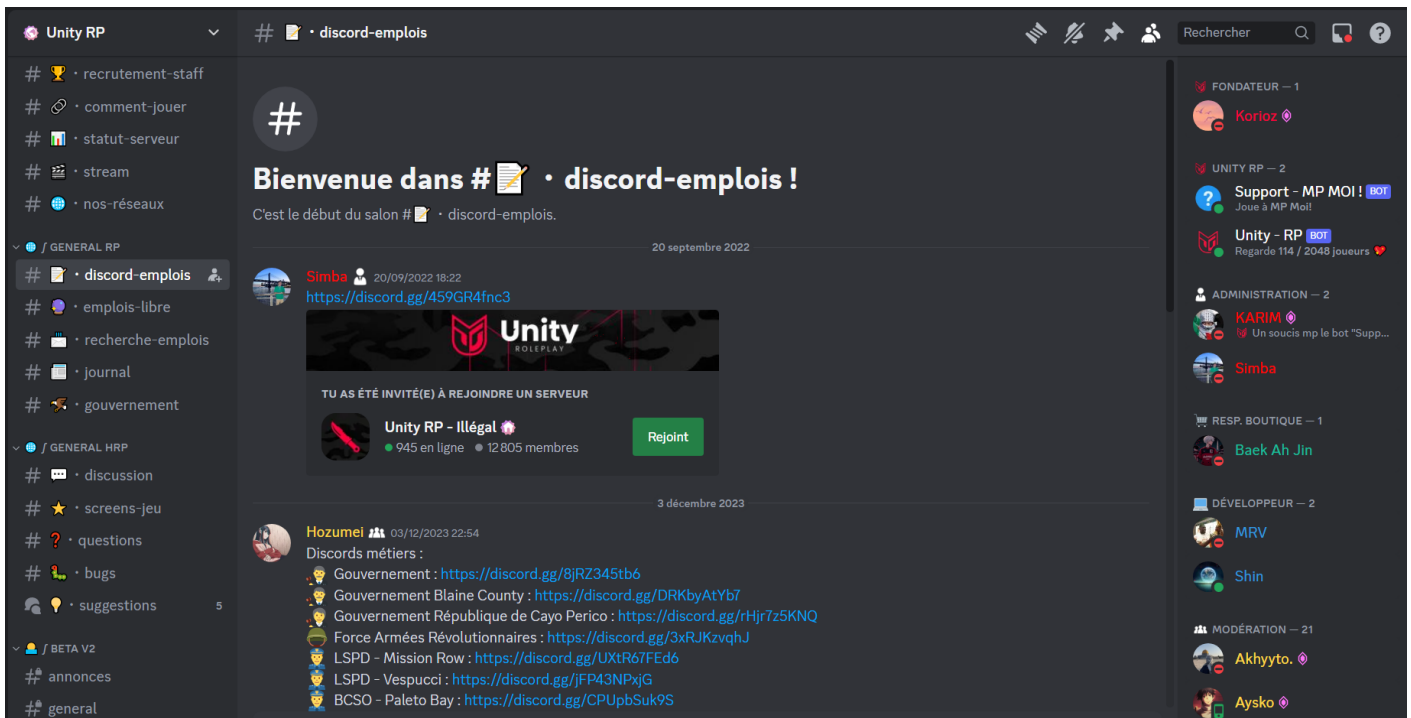 Unity RP
# 📝・discord-emplois
Rechercher
# 🏆・recrutement-staff
# 🔗・comment-jouer
# 📊・statut-serveur
# 🎬・stream
# 🌐・nos-réseaux
🌐 ʃ GENERAL RP
# 📝・discord-emplois
# 🔮・emplois-libre
# 📇・recherche-emplois
# 📰・journal
# 🦅・gouvernement
🌐 ʃ GENERAL HRP
# 💬・discussion
# ⭐・screens-jeu
# ❓・questions
# 🐛・bugs
💡・suggestions 5
ʃ BETA V2
annonces
general
#
Bienvenue dans #📝・discord-emplois !
C'est le début du salon #📝・discord-emplois.
20 septembre 2022
Simba 20/09/2022 18:22
https://discord.gg/459GR4fnc3
Unity
ROLEPLAY
TU AS ÉTÉ INVITÉ(E) À REJOINDRE UN SERVEUR
Unity RP - Illégal
945 en ligne 12 805 membres
Rejoint
3 décembre 2023
Hozumei 03/12/2023 22:54
Discords métiers :
Gouvernement : https://discord.gg/8jRZ345tb6
Gouvernement Blaine County : https://discord.gg/DRKbyAtYb7
Gouvernement République de Cayo Perico : https://discord.gg/rHjr7z5KNQ
Force Armées Révolutionnaires : https://discord.gg/3xRJKzvqhJ
LSPD - Mission Row : https://discord.gg/UXtR67FEd6
LSPD - Vespucci : https://discord.gg/jFP43NPxjG
BCSO - Paleto Bay : https://discord.gg/CPUpbSuk9S
FONDATEUR — 1
Korioz
UNITY RP — 2
Support - MP MOI ! BOT
Joue à MP Moi!
Unity - RP BOT
Regarde 114 / 2048 joueurs
ADMINISTRATION — 2
KARIM
Un soucis mp le bot "Supp...
Simba
RESP. BOUTIQUE — 1
Baek Ah Jin
DÉVELOPPEUR — 2
MRV
Shin
MODÉRATION — 21
Akhyyto.
Aysko